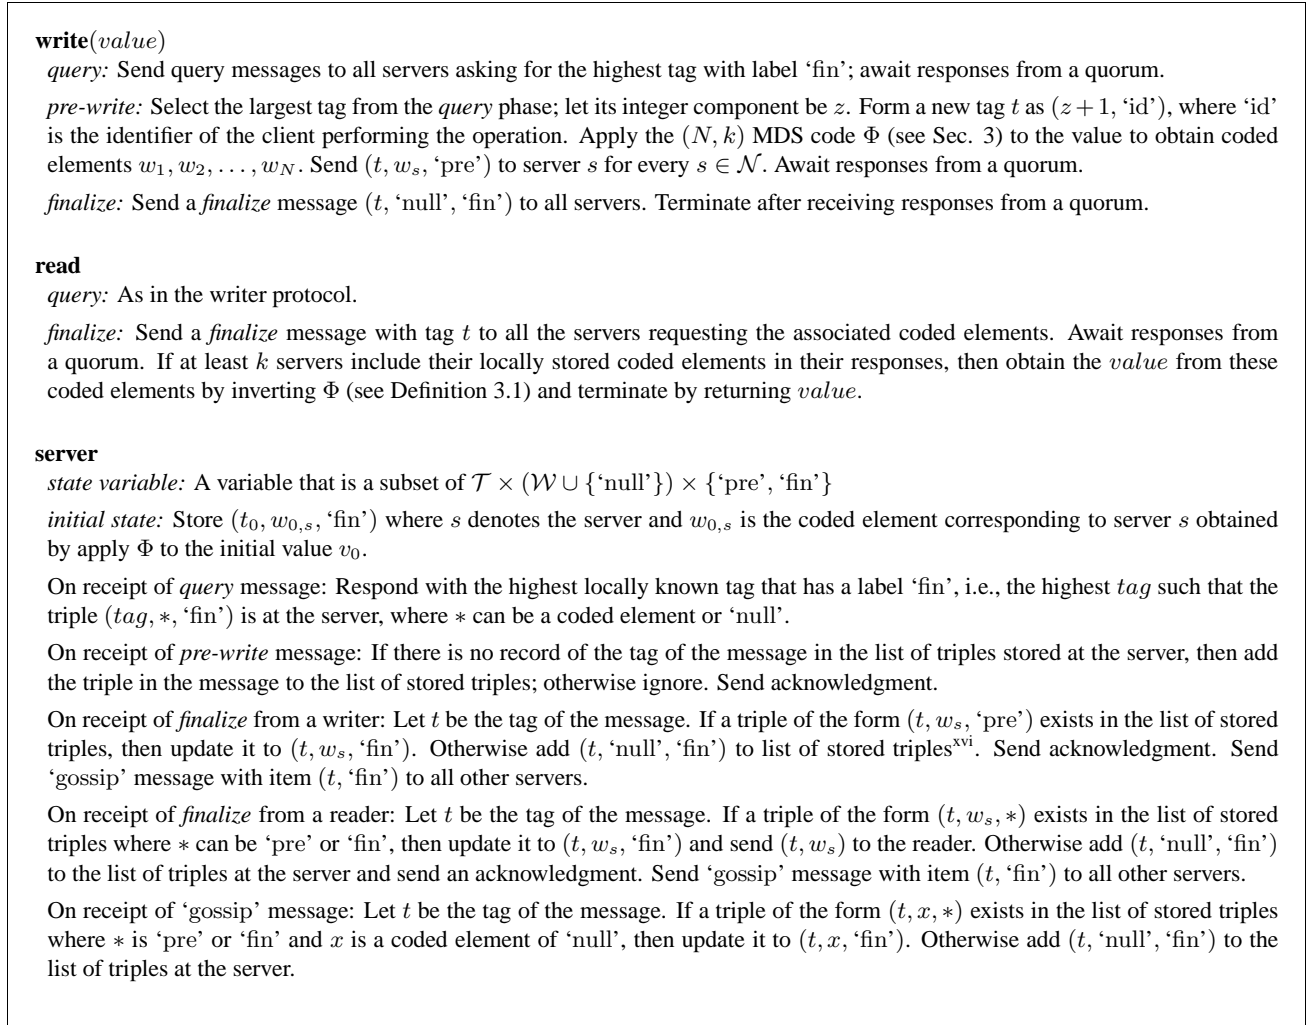 write(value)
query: Send query messages to all servers asking for the highest tag with label ‘fin’; await responses from a quorum.
pre-write: Select the largest tag from the query phase; let its integer component be z. Form a new tag t as (z + 1, ‘id’), where ‘id’
is the identifier of the client performing the operation. Apply the (N, k) MDS code Φ (see Sec. 3) to the value to obtain coded
elements w₁, w₂, . . . , w_N. Send (t, w_s, ‘pre’) to server s for every s ∈ 𝒩. Await responses from a quorum.
finalize: Send a finalize message (t, ‘null’, ‘fin’) to all servers. Terminate after receiving responses from a quorum.
read
query: As in the writer protocol.
finalize: Send a finalize message with tag t to all the servers requesting the associated coded elements. Await responses from
a quorum. If at least k servers include their locally stored coded elements in their responses, then obtain the value from these
coded elements by inverting Φ (see Definition 3.1) and terminate by returning value.
server
state variable: A variable that is a subset of 𝒯 × (𝒲 ∪ {‘null’}) × {‘pre’, ‘fin’}
initial state: Store (t₀, w_{0,s}, ‘fin’) where s denotes the server and w_{0,s} is the coded element corresponding to server s obtained
by apply Φ to the initial value v₀.
On receipt of query message: Respond with the highest locally known tag that has a label ‘fin’, i.e., the highest tag such that the
triple (tag, ∗, ‘fin’) is at the server, where ∗ can be a coded element or ‘null’.
On receipt of pre-write message: If there is no record of the tag of the message in the list of triples stored at the server, then add
the triple in the message to the list of stored triples; otherwise ignore. Send acknowledgment.
On receipt of finalize from a writer: Let t be the tag of the message. If a triple of the form (t, w_s, ‘pre’) exists in the list of stored
triples, then update it to (t, w_s, ‘fin’). Otherwise add (t, ‘null’, ‘fin’) to list of stored triples^xvi. Send acknowledgment. Send
‘gossip’ message with item (t, ‘fin’) to all other servers.
On receipt of finalize from a reader: Let t be the tag of the message. If a triple of the form (t, w_s, ∗) exists in the list of stored
triples where ∗ can be ‘pre’ or ‘fin’, then update it to (t, w_s, ‘fin’) and send (t, w_s) to the reader. Otherwise add (t, ‘null’, ‘fin’)
to the list of triples at the server and send an acknowledgment. Send ‘gossip’ message with item (t, ‘fin’) to all other servers.
On receipt of ‘gossip’ message: Let t be the tag of the message. If a triple of the form (t, x, ∗) exists in the list of stored triples
where ∗ is ‘pre’ or ‘fin’ and x is a coded element of ‘null’, then update it to (t, x, ‘fin’). Otherwise add (t, ‘null’, ‘fin’) to the
list of triples at the server.